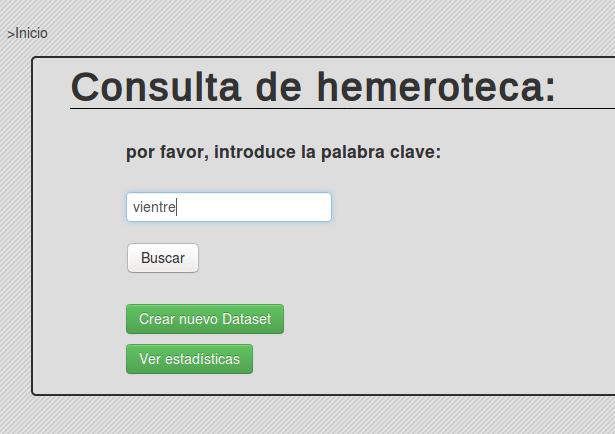 >Inicio
Consulta de hemeroteca:
por favor, introduce la palabra clave:
vientre
Buscar
Crear nuevo Dataset
Ver estadísticas